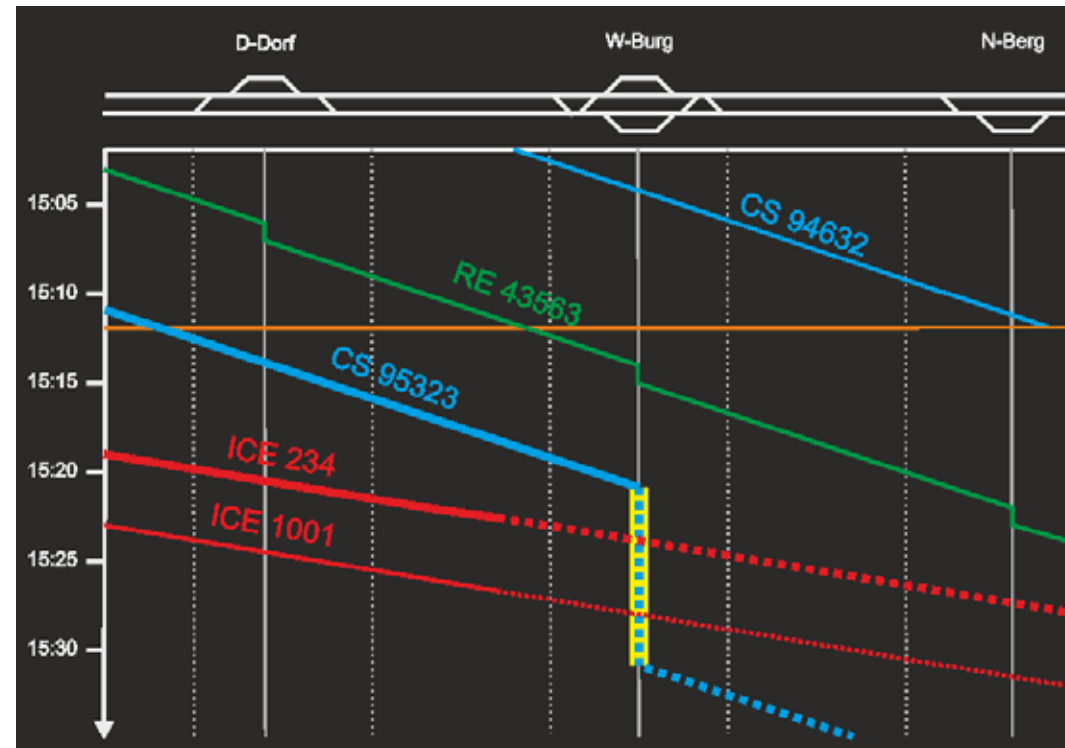 D-Dorf
W-Burg
N-Berg
15:05
CS 94632
RE 43563
15:10
CS 95323
15:15
ICE 234
15:20
ICE 1001
15:25
15:30